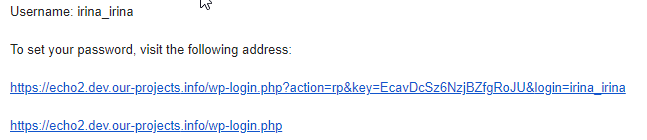 Username: irina_irina
To set your password, visit the following address:
https://echo2.dev.our-projects.info/wp-login.php?action=rp&key=EcavDcSz6NzjBZfgRoJU&login=irina_irina
https://echo2.dev.our-projects.info/wp-login.php